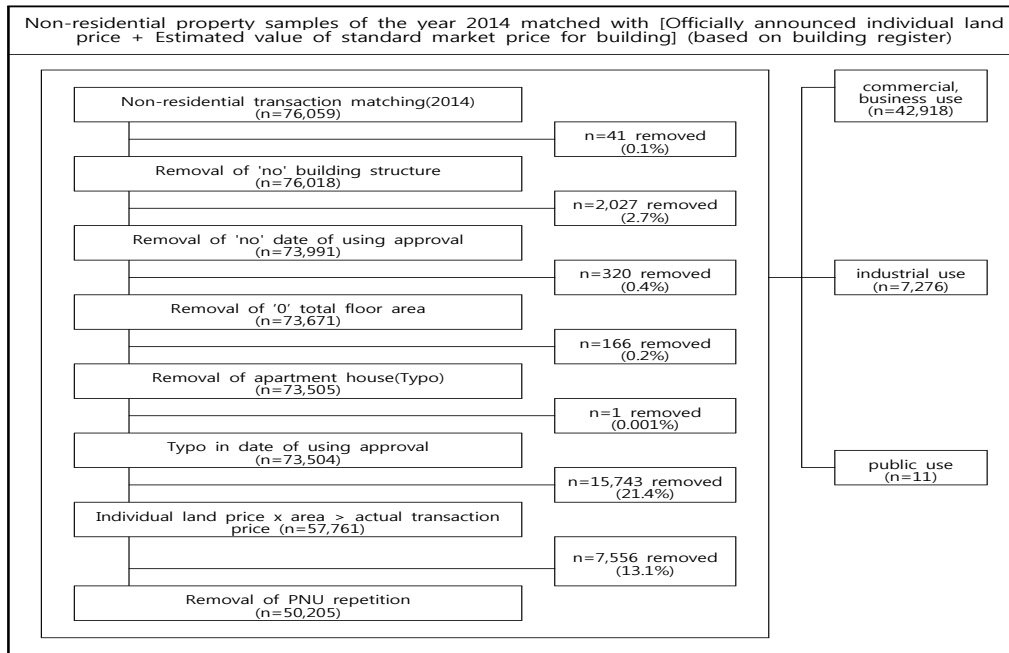 Non-residential property samples of the year 2014 matched with [Officially announced individual land
price + Estimated value of standard market price for building] (based on building register)
Non-residential transaction matching(2014)
(n=76,059)
n=41 removed
(0.1%)
Removal of 'no' building structure
(n=76,018)
n=2,027 removed
(2.7%)
Removal of 'no' date of using approval
(n=73,991)
n=320 removed
(0.4%)
Removal of '0' total floor area
(n=73,671)
n=166 removed
(0.2%)
Removal of apartment house(Typo)
(n=73,505)
n=1 removed
(0.001%)
Typo in date of using approval
(n=73,504)
n=15,743 removed
(21.4%)
Individual land price x area > actual transaction
price (n=57,761)
n=7,556 removed
(13.1%)
Removal of PNU repetition
(n=50,205)
commercial,
business use
(n=42,918)
industrial use
(n=7,276)
public use
(n=11)